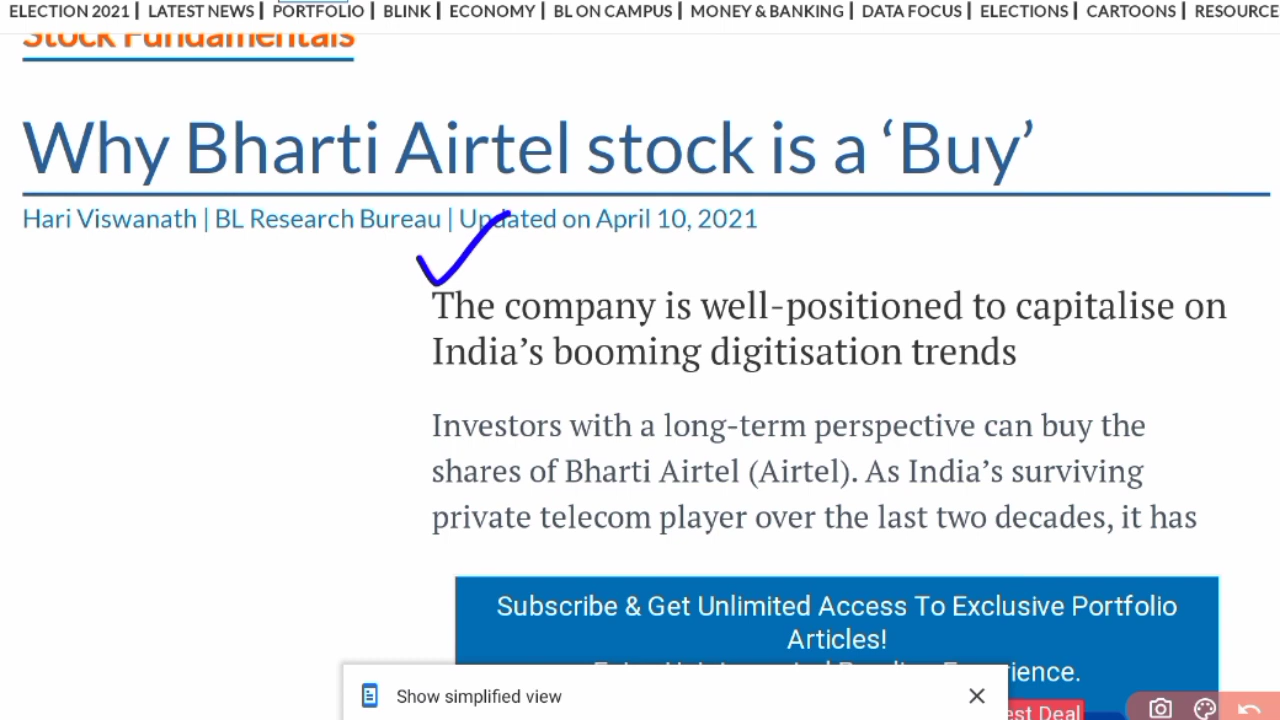 ELECTION 2021 | LATEST NEWS | PORTFOLIO | BLINK | ECONOMY | BL ON CAMPUS | MONEY & BANKING | DATA FOCUS | ELECTIONS | CARTOONS | RESOURCE
Stock Fundamentals
Why Bharti Airtel stock is a ‘Buy’
Hari Viswanath | BL Research Bureau | Updated on April 10, 2021
The company is well-positioned to capitalise on
India’s booming digitisation trends
Investors with a long-term perspective can buy the
shares of Bharti Airtel (Airtel). As India’s surviving
private telecom player over the last two decades, it has
Subscribe & Get Unlimited Access To Exclusive Portfolio
Articles!
Show simplified view
Deal